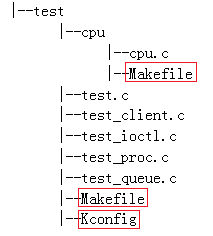 |--test
|--cpu
|--cpu.c
|--Makefile
|--test.c
|--test_client.c
|--test_ioctl.c
|--test_proc.c
|--test_queue.c
|--Makefile
|--Kconfig